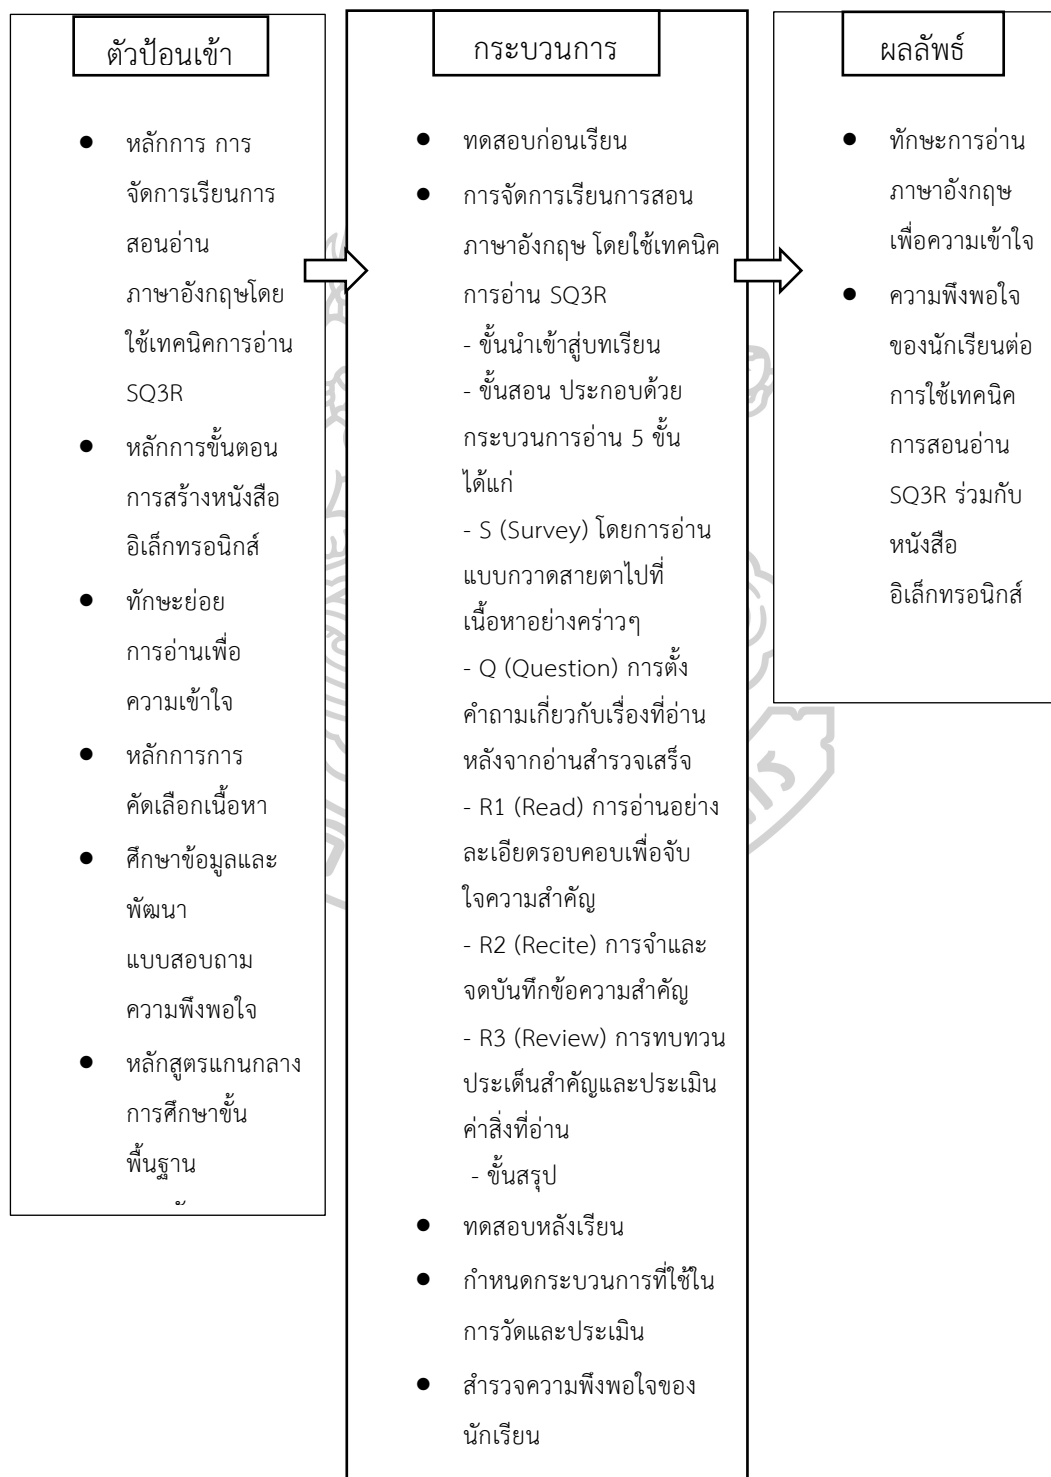 ตัวป้อนเข้า
● หลักการ การ
จัดการเรียนการ
สอนอ่าน
ภาษาอังกฤษโดย
ใช้เทคนิคการอ่าน
SQ3R
● หลักการขั้นตอน
การสร้างหนังสือ
อิเล็กทรอนิกส์
● ทักษะย่อย
การอ่านเพื่อ
ความเข้าใจ
● หลักการการ
คัดเลือกเนื้อหา
● ศึกษาข้อมูลและ
พัฒนา
แบบสอบถาม
ความพึงพอใจ
● หลักสูตรแกนกลาง
การศึกษาขั้น
พื้นฐาน
กระบวนการ
● ทดสอบก่อนเรียน
● การจัดการเรียนการสอน
ภาษาอังกฤษ โดยใช้เทคนิค
การอ่าน SQ3R
- ขั้นนำเข้าสู่บทเรียน
- ขั้นสอน ประกอบด้วย
กระบวนการอ่าน 5 ขั้น
ได้แก่
- S (Survey) โดยการอ่าน
แบบกวาดสายตาไปที่
เนื้อหาอย่างคร่าวๆ
- Q (Question) การตั้ง
คำถามเกี่ยวกับเรื่องที่อ่าน
หลังจากอ่านสำรวจเสร็จ
- R1 (Read) การอ่านอย่าง
ละเอียดรอบคอบเพื่อจับ
ใจความสำคัญ
- R2 (Recite) การจำและ
จดบันทึกข้อความสำคัญ
- R3 (Review) การทบทวน
ประเด็นสำคัญและประเมิน
ค่าสิ่งที่อ่าน
- ขั้นสรุป
● ทดสอบหลังเรียน
● กำหนดกระบวนการที่ใช้ใน
การวัดและประเมิน
● สำรวจความพึงพอใจของ
นักเรียน
ผลลัพธ์
● ทักษะการอ่าน
ภาษาอังกฤษ
เพื่อความเข้าใจ
● ความพึงพอใจ
ของนักเรียนต่อ
การใช้เทคนิค
การสอนอ่าน
SQ3R ร่วมกับ
หนังสือ
อิเล็กทรอนิกส์